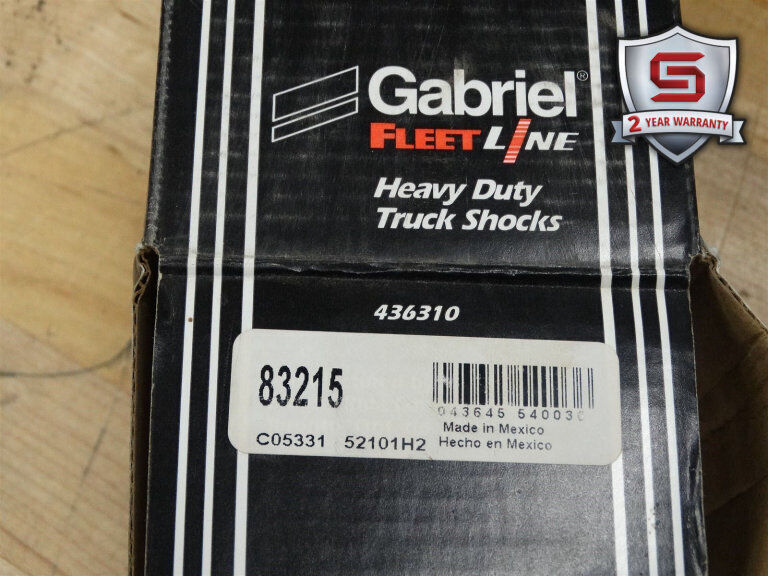 Gabriel®
FLEETLINE
Heavy Duty
Truck Shocks
S
2 YEAR WARRANTY
436310
83215
043645 54003
Made in Mexico
C05331 52101H2 Hecho en Mexico